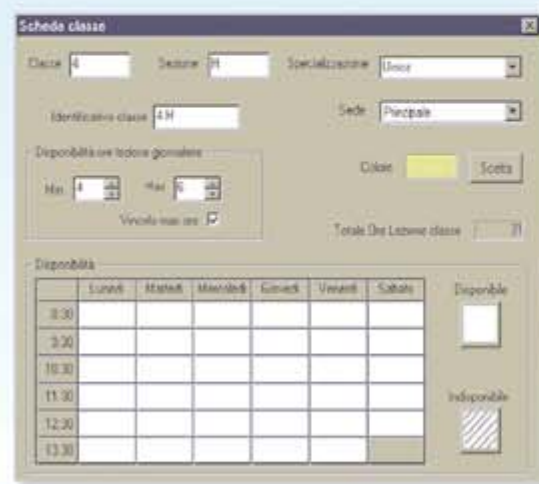 Scheda classe
Classe 4 Sezione H Specializzazione Unico
Identificativo classe 4 H Sede Principale
Disponibilità ore lezione giornaliere
Min 4 Max 6
Colore Scelta
Vincolo max ore
Totale Ore Lezione classe 31
Disponibilità
Lunedì Martedì Mercoledì Giovedì Venerdì Sabato
8:30
9:30
10:30
11:30
12:30
13:30
Disponibile
Indisponibile